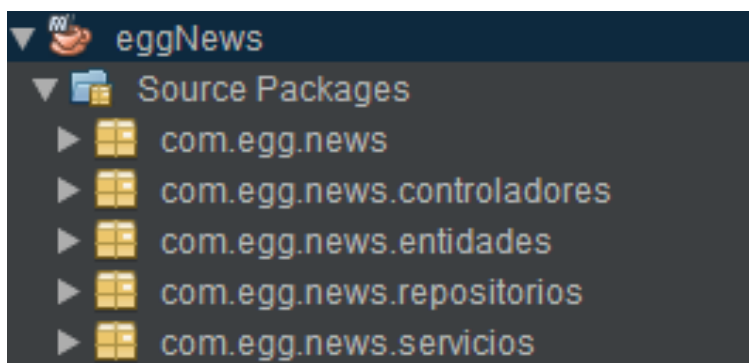 eggNews
Source Packages
com.egg.news
com.egg.news.controladores
com.egg.news.entidades
com.egg.news.repositorios
com.egg.news.servicios